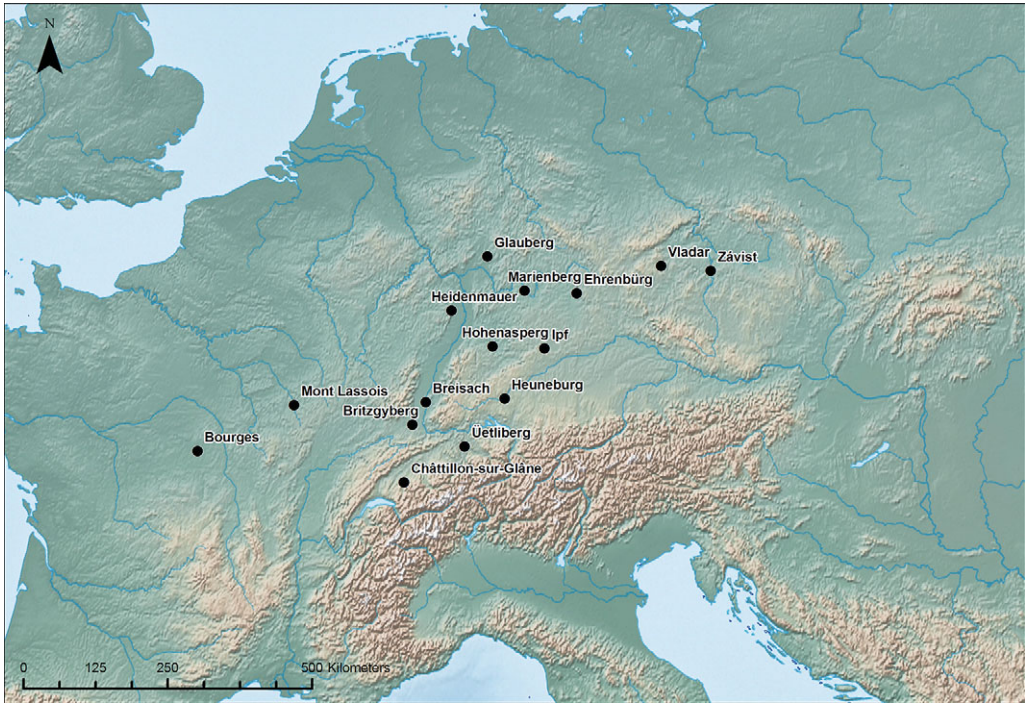 N
Glauberg
Vladar
Závist
Marienberg
Ehrenbürg
Heidenmauer
Hohenasperg
Ipf
Mont Lassois
Breisach
Heuneburg
Britzgyberg
Bourges
Üetliberg
Châttillon-sur-Glâne
0 125 250 500 Kilometers